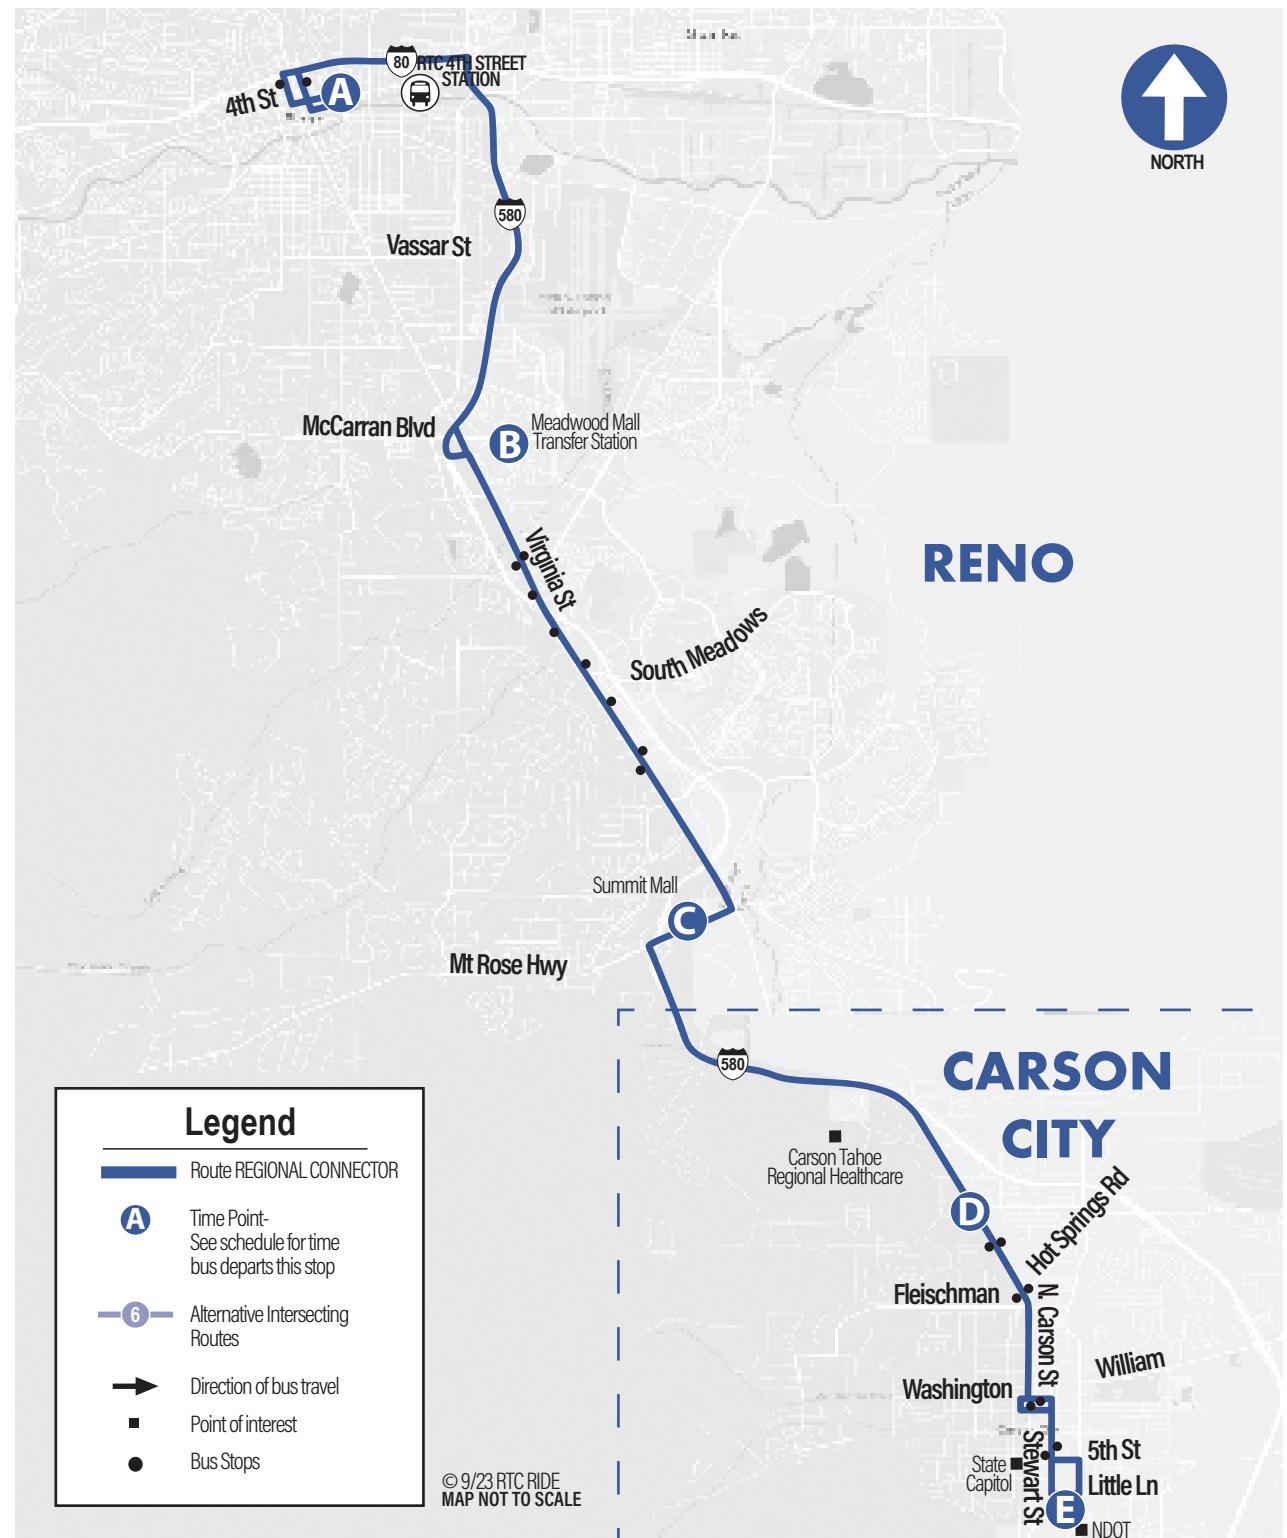 80
RTC 4TH STREET
STATION
4th St
A
NORTH
580
Vassar St
McCarran Blvd
B
Meadwood Mall
Transfer Station
Virginia St
RENO
South Meadows
Summit Mall
C
Mt Rose Hwy
580
CARSON
CITY
Carson Tahoe
Regional Healthcare
D
Hot Springs Rd
Fleischman
N. Carson St
William
Washington
5th St
State
Capitol
Stewart St
Little Ln
E
NDOT
Legend
Route REGIONAL CONNECTOR
A
Time Point-
See schedule for time
bus departs this stop
6
Alternative Intersecting
Routes
Direction of bus travel
Point of interest
Bus Stops
© 9/23 RTC RIDE
MAP NOT TO SCALE